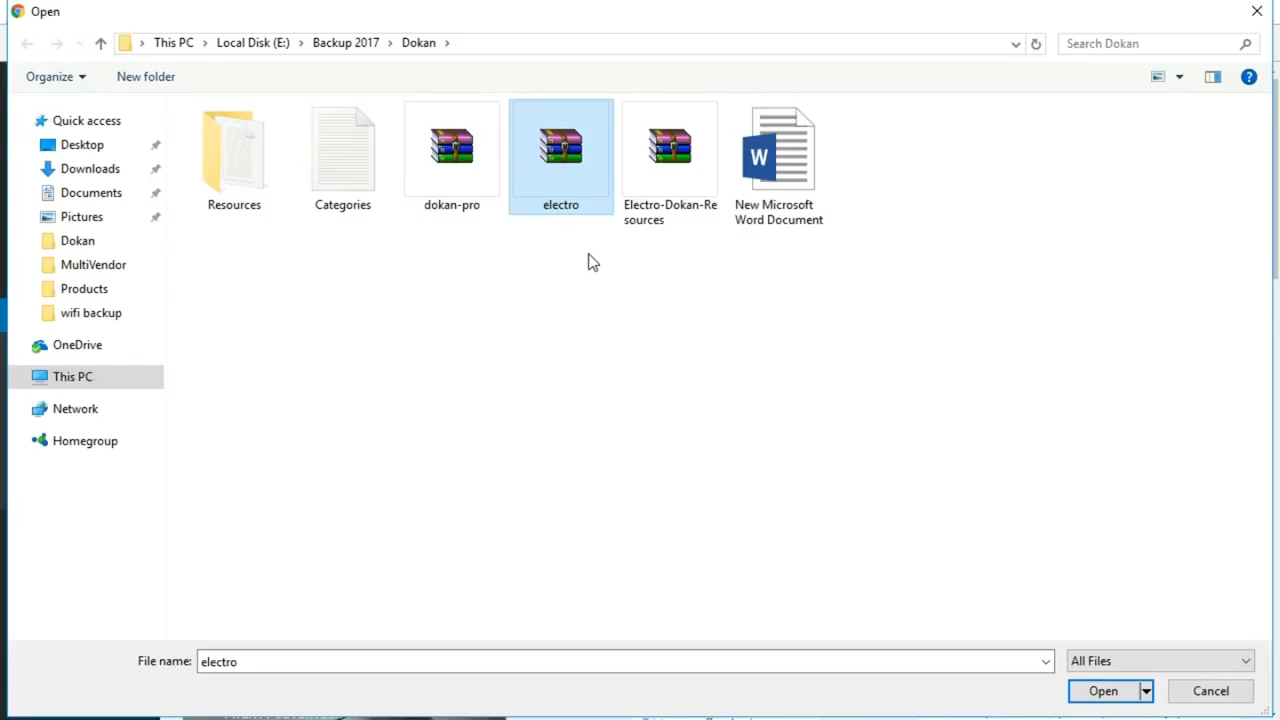 Open
This PC
Local Disk (E:)
Backup 2017
Dokan
Search Dokan
Organize
New folder
Quick access
Desktop
Downloads
Documents
Pictures
Dokan
MultiVendor
Products
wifi backup
OneDrive
This PC
Network
Homegroup
Resources
Categories
dokan-pro
electro
Electro-Dokan-Re
sources
W
New Microsoft
Word Document
File name:
electro
All Files
Open
Cancel